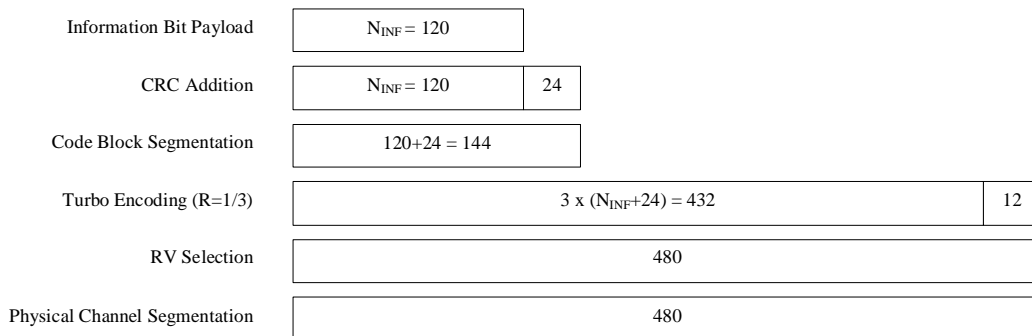 Information Bit Payload
N_INF = 120
CRC Addition
N_INF = 120 24
Code Block Segmentation
120+24 = 144
Turbo Encoding (R=1/3)
3 x (N_INF+24) = 432 12
RV Selection
480
Physical Channel Segmentation
480